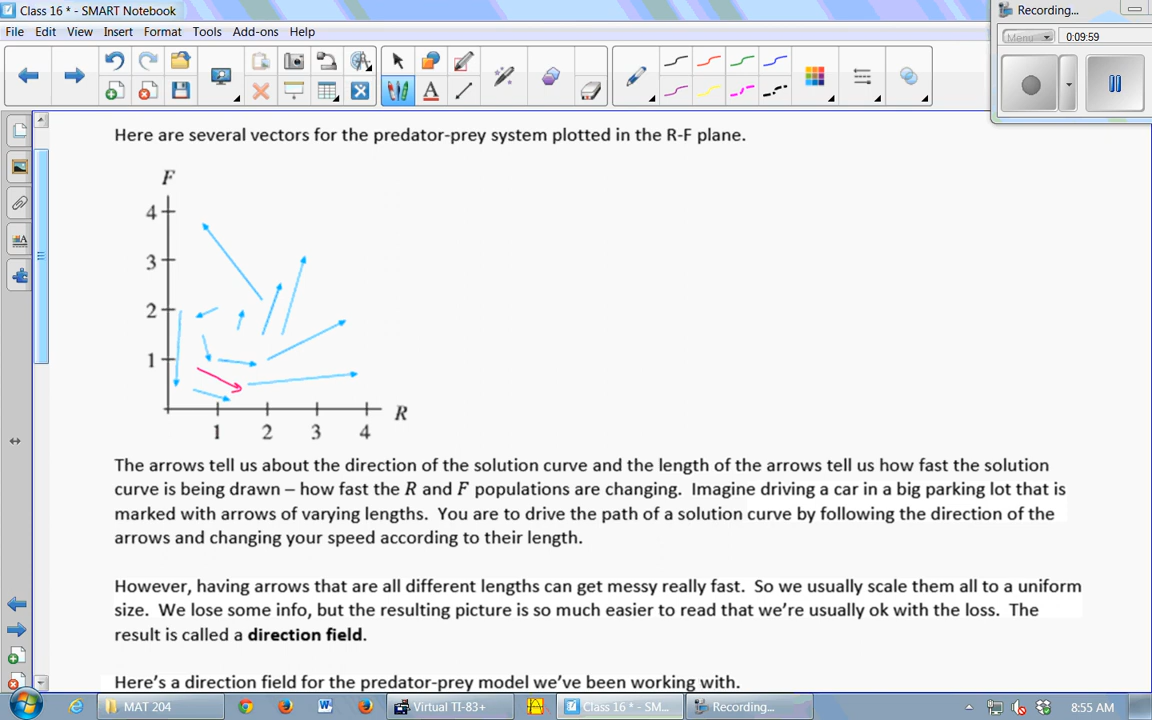 Class 16 * - SMART Notebook
Recording...
File Edit View Insert Format Tools Add-ons Help
Menu
0:09:59
A
Here are several vectors for the predator-prey system plotted in the R-F plane.
F
4
3
2
1
R
1 2 3 4
The arrows tell us about the direction of the solution curve and the length of the arrows tell us how fast the solution
curve is being drawn – how fast the R and F populations are changing. Imagine driving a car in a big parking lot that is
marked with arrows of varying lengths. You are to drive the path of a solution curve by following the direction of the
arrows and changing your speed according to their length.
However, having arrows that are all different lengths can get messy really fast. So we usually scale them all to a uniform
size. We lose some info, but the resulting picture is so much easier to read that we're usually ok with the loss. The
result is called a direction field.
Here's a direction field for the predator-prey model we've been working with.
MAT 204
Virtual TI-83+
Class 16 * - SM...
Recording...
8:55 AM